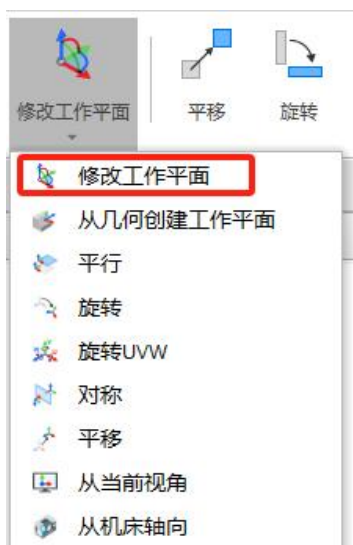 修改工作平面
平移
旋转
修改工作平面
从几何创建工作平面
平行
旋转
旋转UVW
对称
平移
从当前视角
从机床轴向